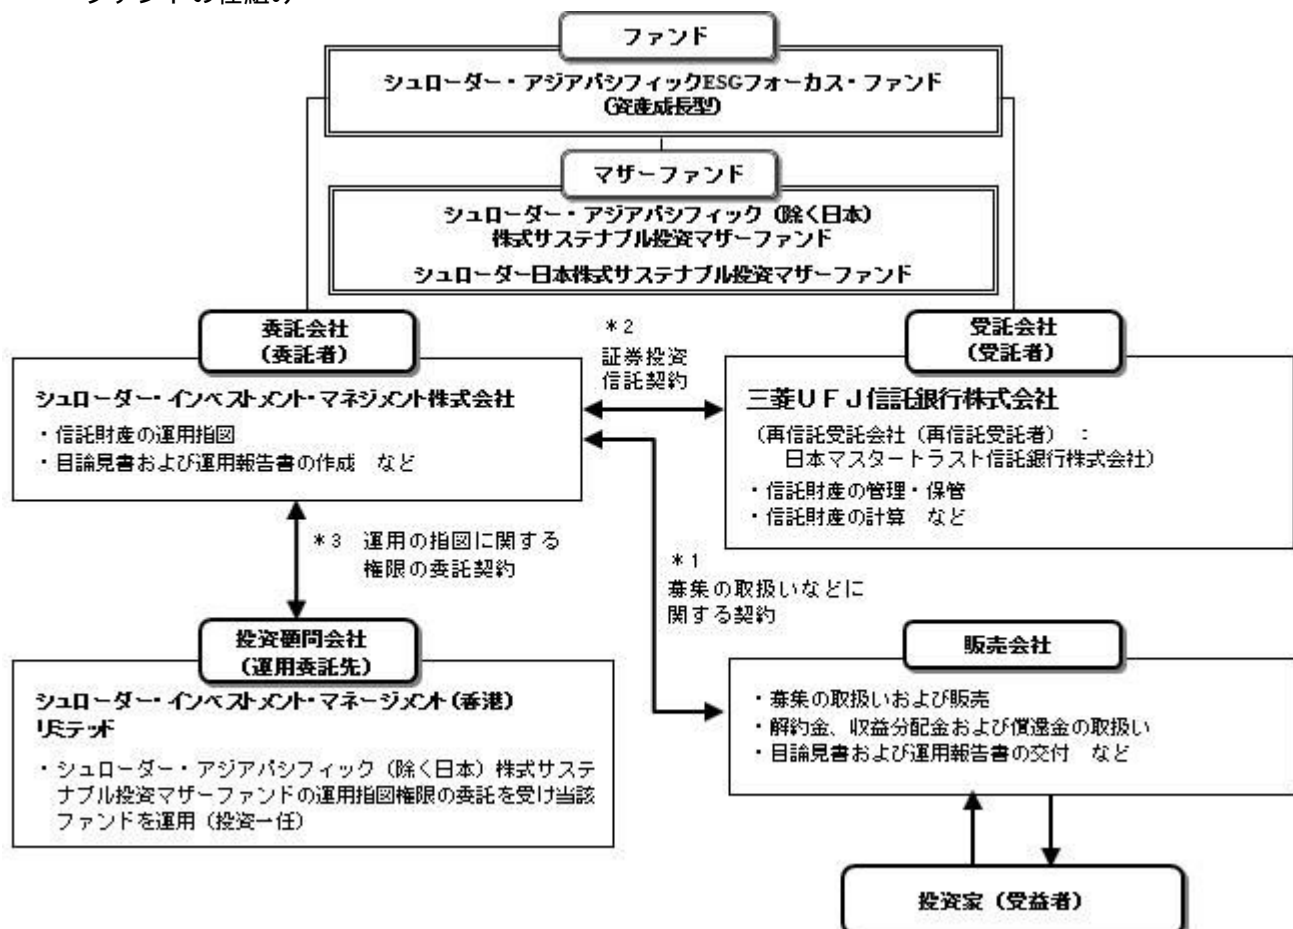 ファンドの仕組み
ファンド
シュローダー・アジアパシフィックESGフォーカス・ファンド
(資産成長型)
マザーファンド
シュローダー・アジアパシフィック（除く日本）
株式サステナブル投資マザーファンド
シュローダー日本株式サステナブル投資マザーファンド
委託会社
(委託者)
シュローダー・インベストメント・マネジメント株式会社
・信託財産の運用指図
・目論見書および運用報告書の作成　など
＊2
証券投資
信託契約
受託会社
(受託者)
三菱ＵＦＪ信託銀行株式会社
（再信託受託会社（再信託受託者）：
日本マスタートラスト信託銀行株式会社）
・信託財産の管理・保管
・信託財産の計算　など
＊3　運用の指図に関する
権限の委託契約
＊1
募集の取扱いなどに
関する契約
投資顧問会社
(運用委託先)
シュローダー・インベストメント・マネージメント（香港）
リミテッド
・シュローダー・アジアパシフィック（除く日本）株式サステ
ナブル投資マザーファンドの運用指図権限の委託を受け当該
ファンドを運用（投資一任）
販売会社
・募集の取扱いおよび販売
・解約金、収益分配金および償還金の取扱い
・目論見書および運用報告書の交付　など
投資家（受益者）